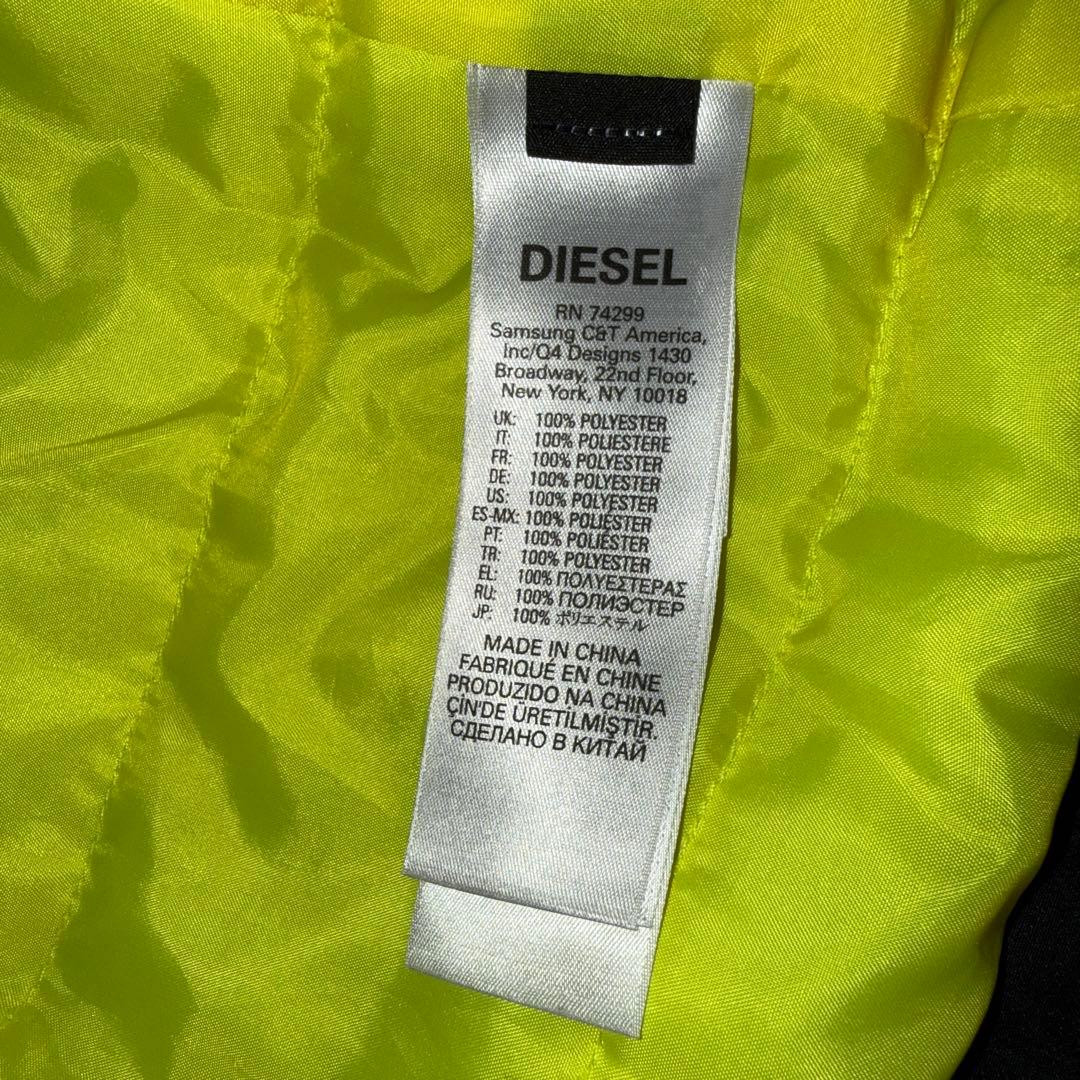 DIESEL
RN 74299
Samsung C&T America,
Inc/Q4 Designs 1430
Broadway, 22nd Floor,
New York, NY 10018
UK: 100% POLYESTER
IT: 100% POLIESTERE
FR: 100% POLYESTER
DE: 100% POLYESTER
US: 100% POLYESTER
ES-MX: 100% POLIÉSTER
PT: 100% POLIÉSTER
TR: 100% POLYESTER
EL: 100% ΠΟΛΥΕΣΤΕΡΑΣ
RU: 100% ПОЛИЭСТЕР
JP: 100% ポリエステル
MADE IN CHINA
FABRIQUÉ EN CHINE
PRODUZIDO NA CHINA
ÇIN'DE ÜRETILMIŞTIR.
СДЕЛАНО В КИТАЙ